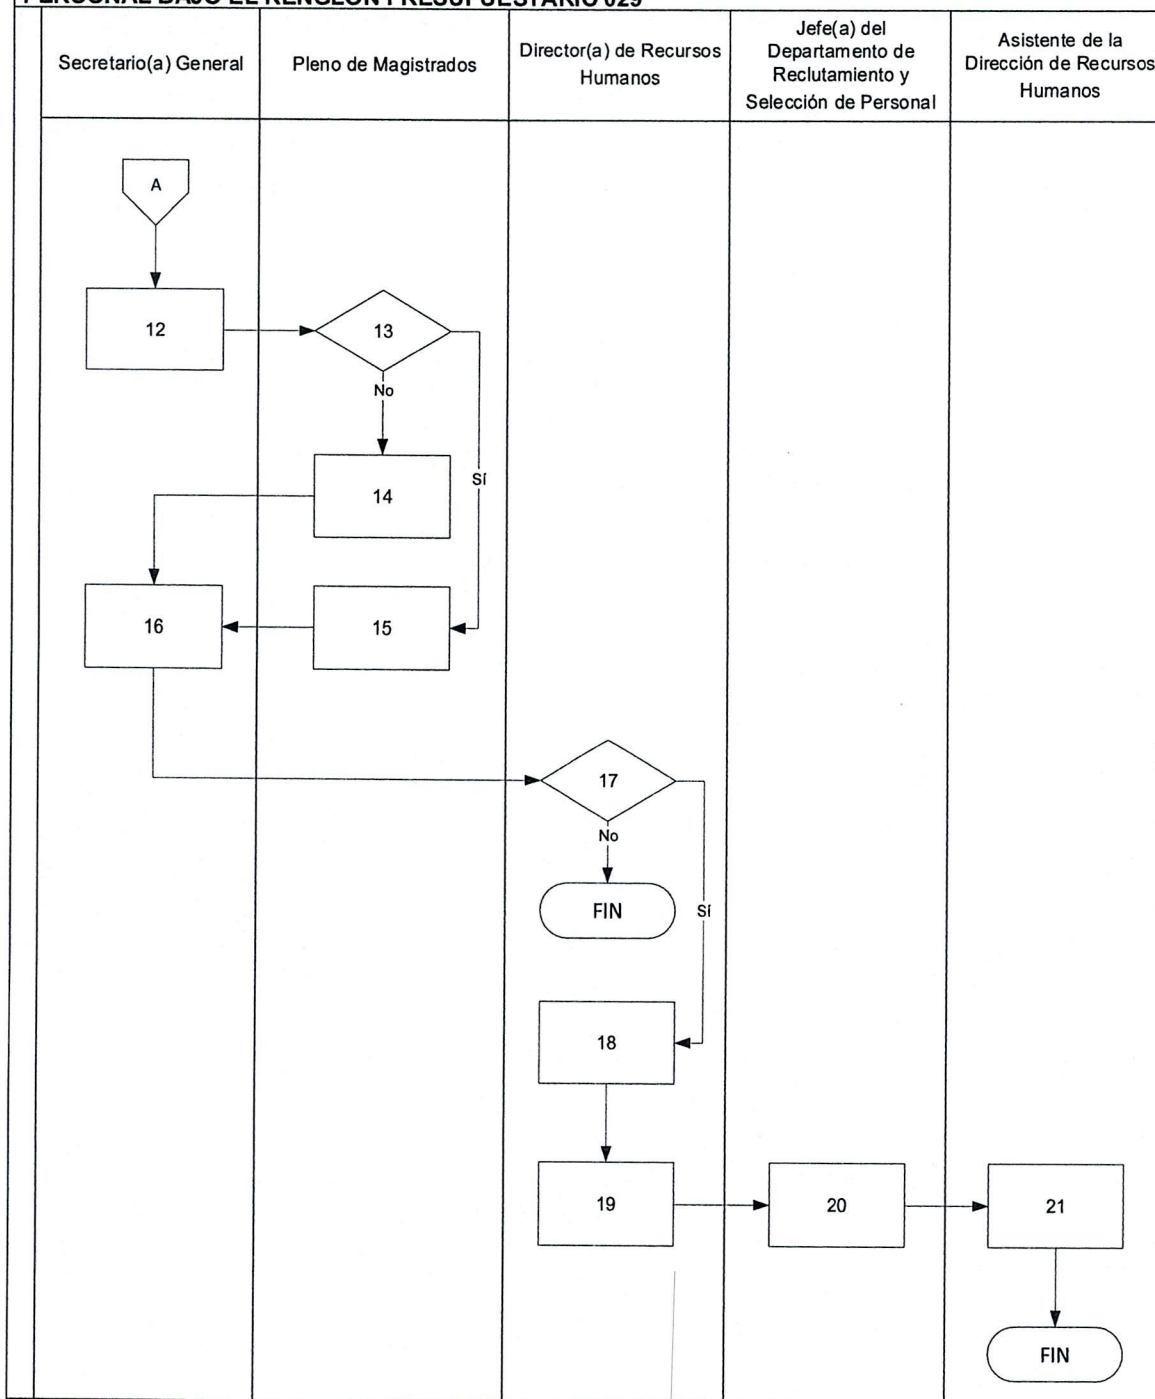 PERSONAL BAJO EL RENGLÓN PRESUPUESTARIO 029
Secretario(a) General
Pleno de Magistrados
Director(a) de Recursos
Humanos
Jefe(a) del
Departamento de
Reclutamiento y
Selección de Personal
Asistente de la
Dirección de Recursos
Humanos
A
12
13
No
Sí
14
16
15
17
No
FIN
Sí
18
19
20
21
FIN